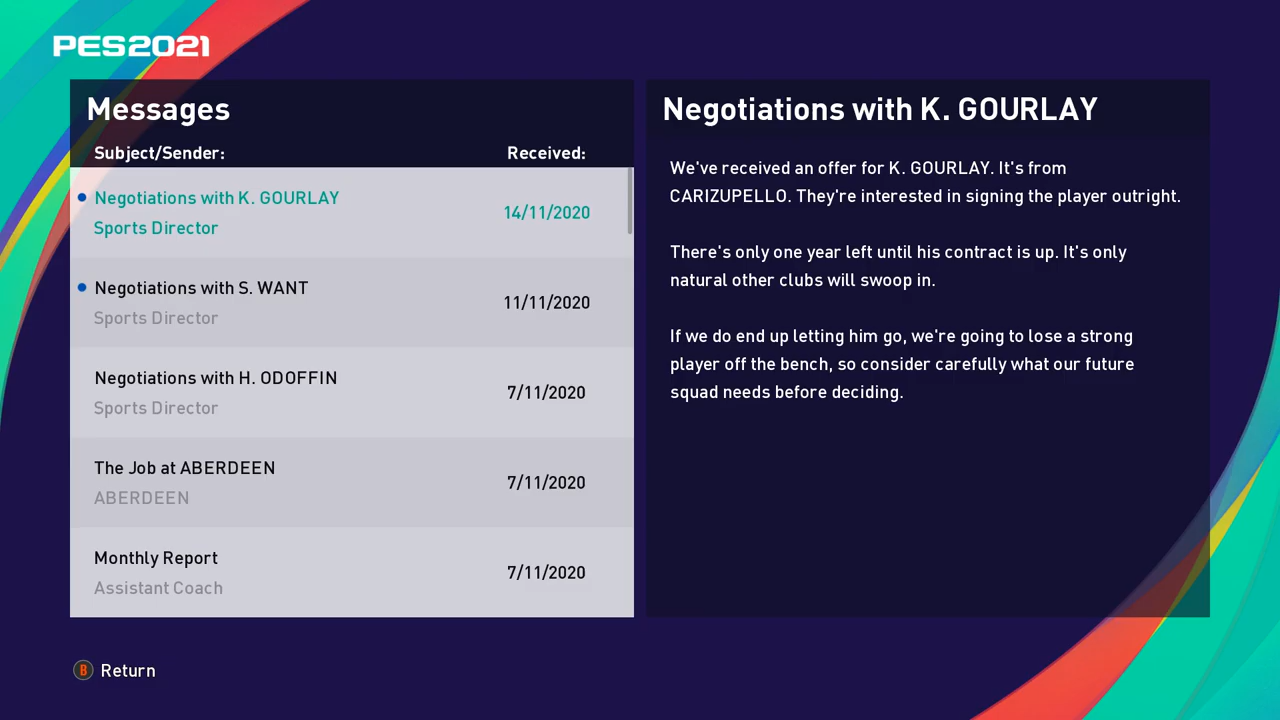 PES2021
Messages
Subject/Sender:
Received:
Negotiations with K. GOURLAY
Sports Director
14/11/2020
Negotiations with S. WANT
Sports Director
11/11/2020
Negotiations with H. ODOFFIN
Sports Director
7/11/2020
The Job at ABERDEEN
ABERDEEN
7/11/2020
Monthly Report
Assistant Coach
7/11/2020
Negotiations with K. GOURLAY
We've received an offer for K. GOURLAY. It's from
CARIZUPELLO. They're interested in signing the player outright.
There's only one year left until his contract is up. It's only
natural other clubs will swoop in.
If we do end up letting him go, we're going to lose a strong
player off the bench, so consider carefully what our future
squad needs before deciding.
B Return